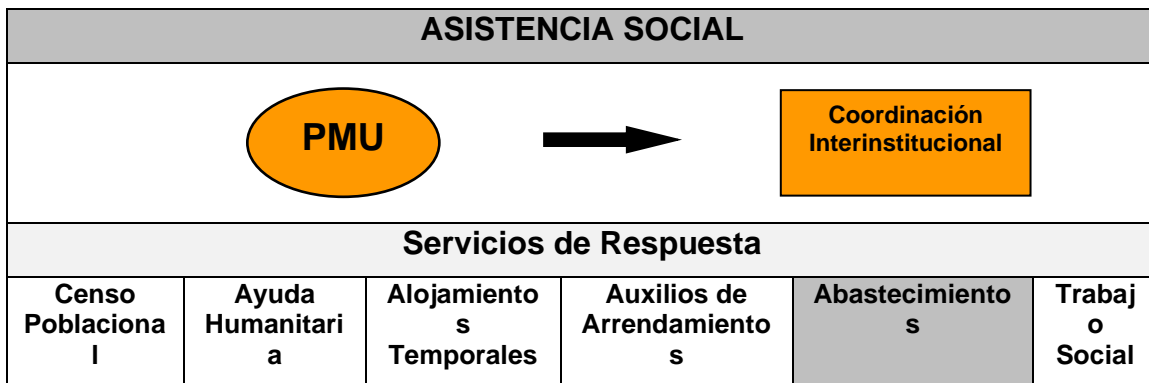 ASISTENCIA SOCIAL
PMU
Coordinación
Interinstitucional
Servicios de Respuesta
Censo
Poblaciona
l
Ayuda
Humanitari
a
Alojamiento
s
Temporales
Auxilios de
Arrendamiento
s
Abastecimiento
s
Trabaj
o
Social